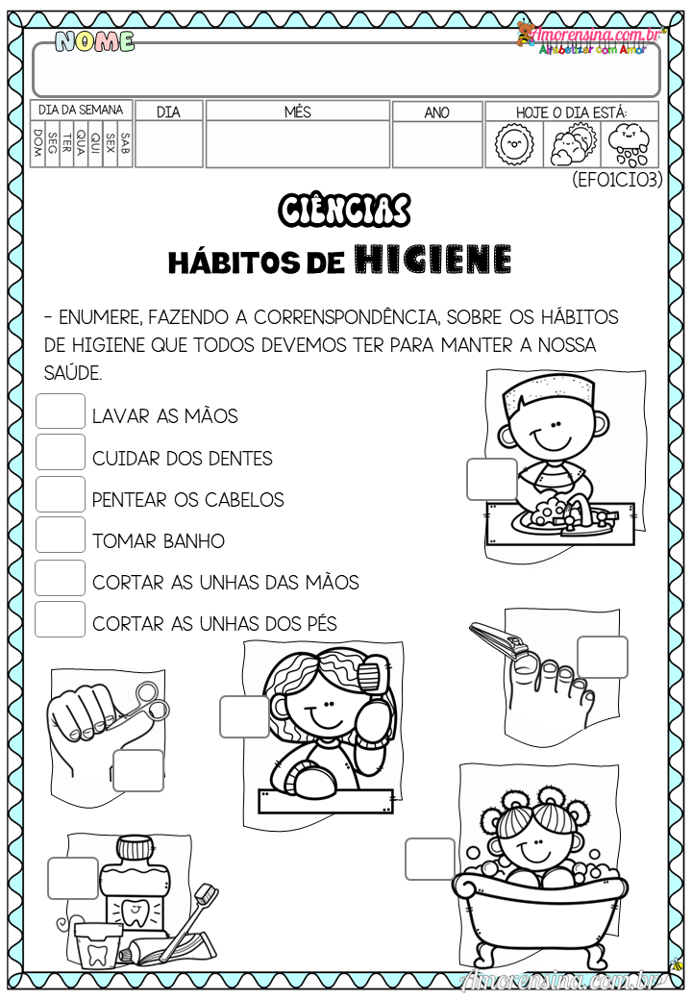 NOME
Amorensina.com.br
Alfabetizar com Amor
DIA DA SEMANA
DOM SEG TER QUA QUI SEX SAB
DIA
MÊS
ANO
HOJE O DIA ESTÁ:
(EF01CI03)
CIÊNCIAS
HÁBITOS DE HIGIENE
- ENUMERE, FAZENDO A CORRENSPONDÊNCIA, SOBRE OS HÁBITOS
DE HIGIENE QUE TODOS DEVEMOS TER PARA MANTER A NOSSA
SAÚDE.
LAVAR AS MÃOS
CUIDAR DOS DENTES
PENTEAR OS CABELOS
TOMAR BANHO
CORTAR AS UNHAS DAS MÃOS
CORTAR AS UNHAS DOS PÉS
Amorensina.com.br